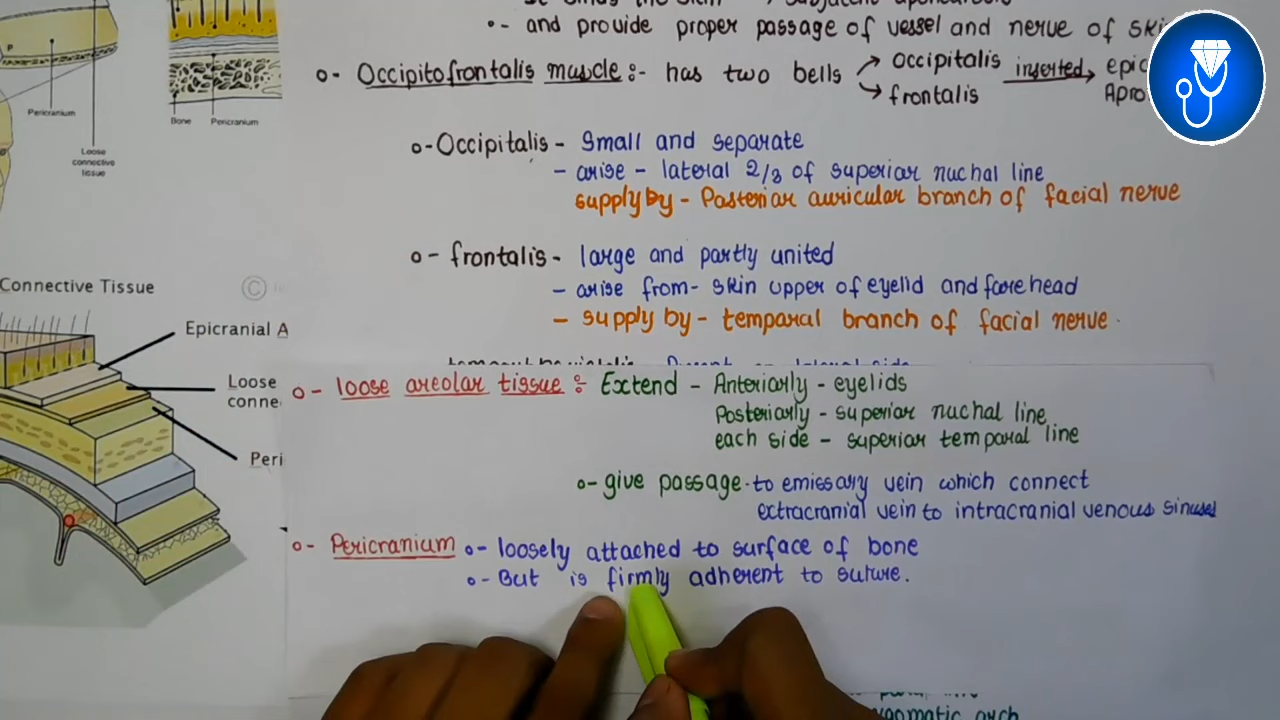 o- and provide proper passage of vessel and nerve of
o- Occipitofrontalis muscle :- has two bells
occipitalis
frontalis
inserted
o-Occipitalis - Small and separate
- arise - lateral 2/3 of superior nuchal line
supply by - Posterior auricular branch of facial nerve
o- frontalis - large and partly united
- arise from - skin upper of eyelid and forehead
- supply by - temporal branch of facial nerve.
o- loose areolar tissue : Extend - Anteriorly - eyelids
Posteriorly - superior nuchal line
each side - superior temporal line
o- give passage - to emissary vein which connect
extracranial vein to intracranial venous sinuses
o- Pericranium o- loosely attached to surface of bone
o- But is firmly adherent to suture.
P
Pericranium
Bone Pericranium
Loose
connective
tissue
Connective Tissue
©
Epicranial A
Loose
conne
Peri